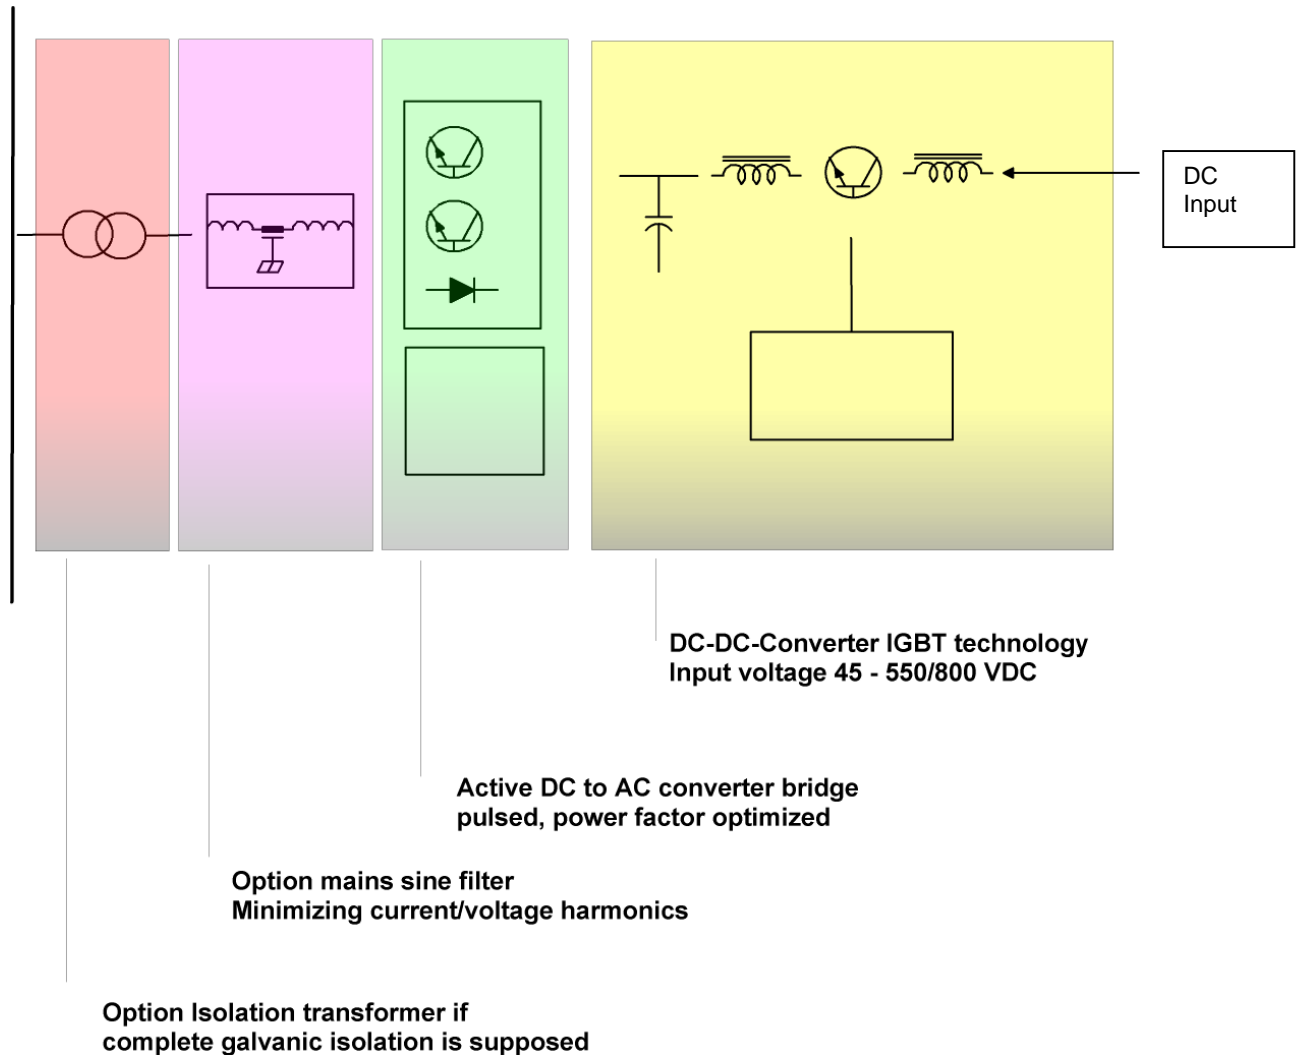 DC
Input
DC-DC-Converter IGBT technology
Input voltage 45 - 550/800 VDC
Active DC to AC converter bridge
pulsed, power factor optimized
Option mains sine filter
Minimizing current/voltage harmonics
Option Isolation transformer if
complete galvanic isolation is supposed